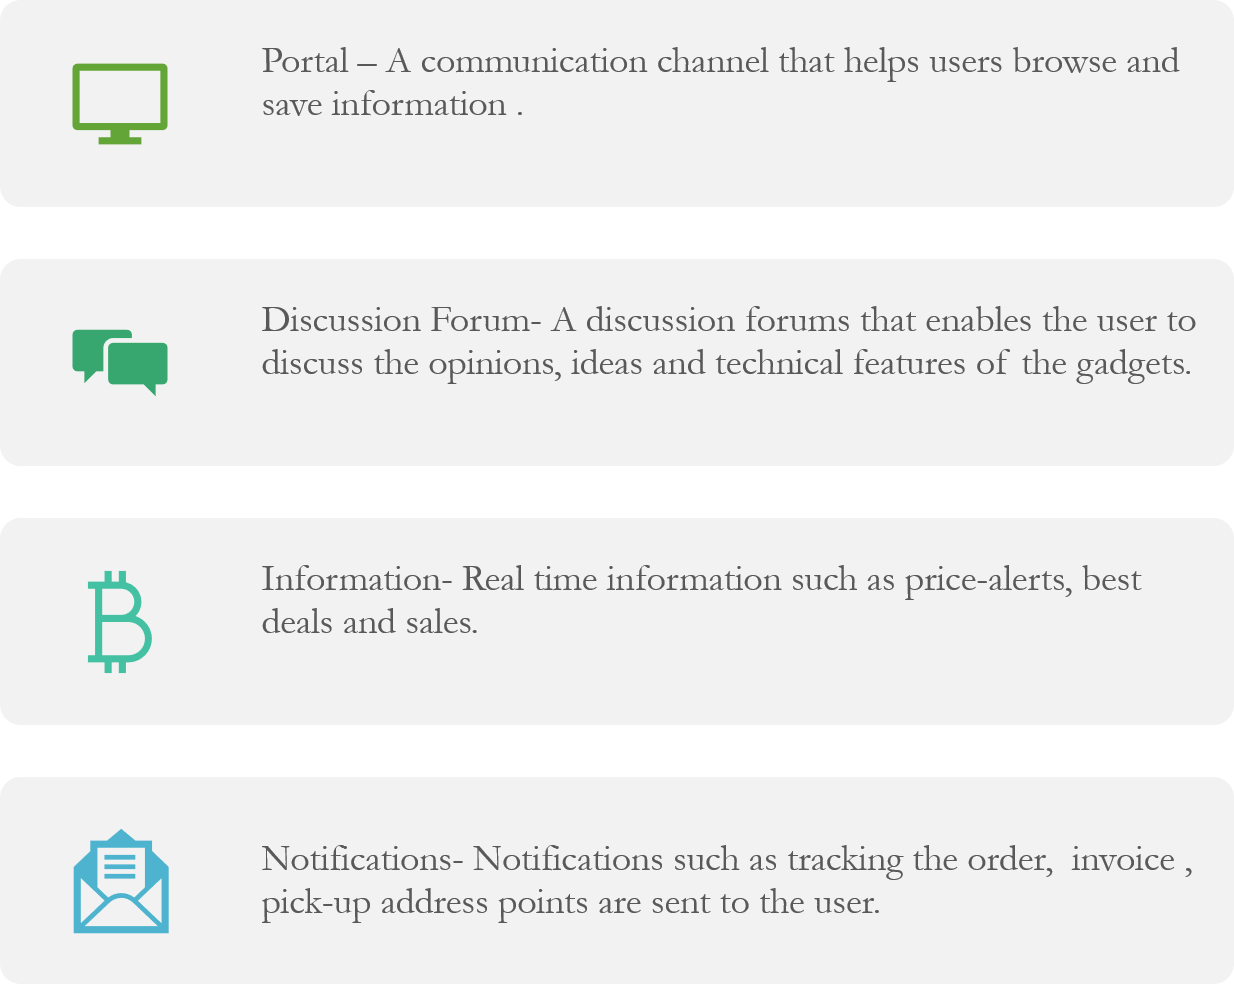 Portal – A communication channel that helps users browse and
save information .
Discussion Forum- A discussion forums that enables the user to
discuss the opinions, ideas and technical features of the gadgets.
Information- Real time information such as price-alerts, best
deals and sales.
Notifications- Notifications such as tracking the order,  invoice ,
pick-up address points are sent to the user.